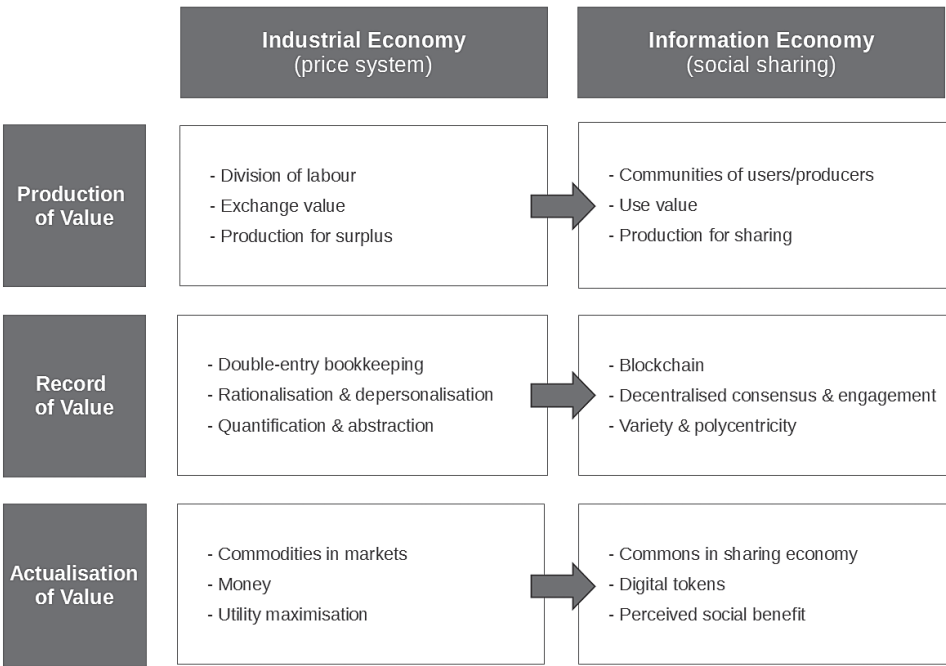 Industrial Economy
(price system)
Information Economy
(social sharing)
Production
of Value
- Division of labour
- Exchange value
- Production for surplus
- Communities of users/producers
- Use value
- Production for sharing
Record
of Value
- Double-entry bookkeeping
- Rationalisation & depersonalisation
- Quantification & abstraction
- Blockchain
- Decentralised consensus & engagement
- Variety & polycentricity
Actualisation
of Value
- Commodities in markets
- Money
- Utility maximisation
- Commons in sharing economy
- Digital tokens
- Perceived social benefit